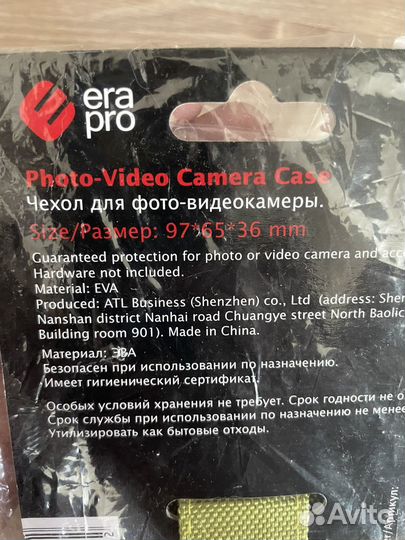 era
pro
Photo-Video Camera Case
Чехол для фото-видеокамеры.
Size/Размер: 97*65*36 mm
Guaranteed protection for photo or video camera and
Hardware not included.
Material: EVA
Produced: ATL Business (Shenzhen) co., Ltd (address:
Nanshan district Nanhai road Chuangye street North
Building room 901). Made in China.
Материал: ЭВА
Безопасен при использовании по назначению.
Имеет гигиенический сертификат.
Особых условий хранения не требует. Срок годности не
Срок службы при использовании по назначению не
Утилизировать как бытовые отходы.
Avito